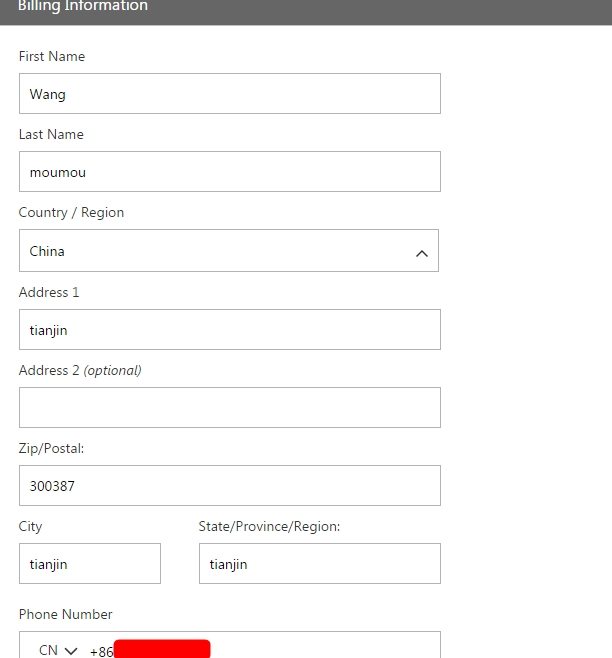 Billing Information
First Name
Wang
Last Name
moumou
Country / Region
China
Address 1
tianjin
Address 2 (optional)
Zip/Postal:
300387
City State/Province/Region:
tianjin tianjin
Phone Number
CN +86